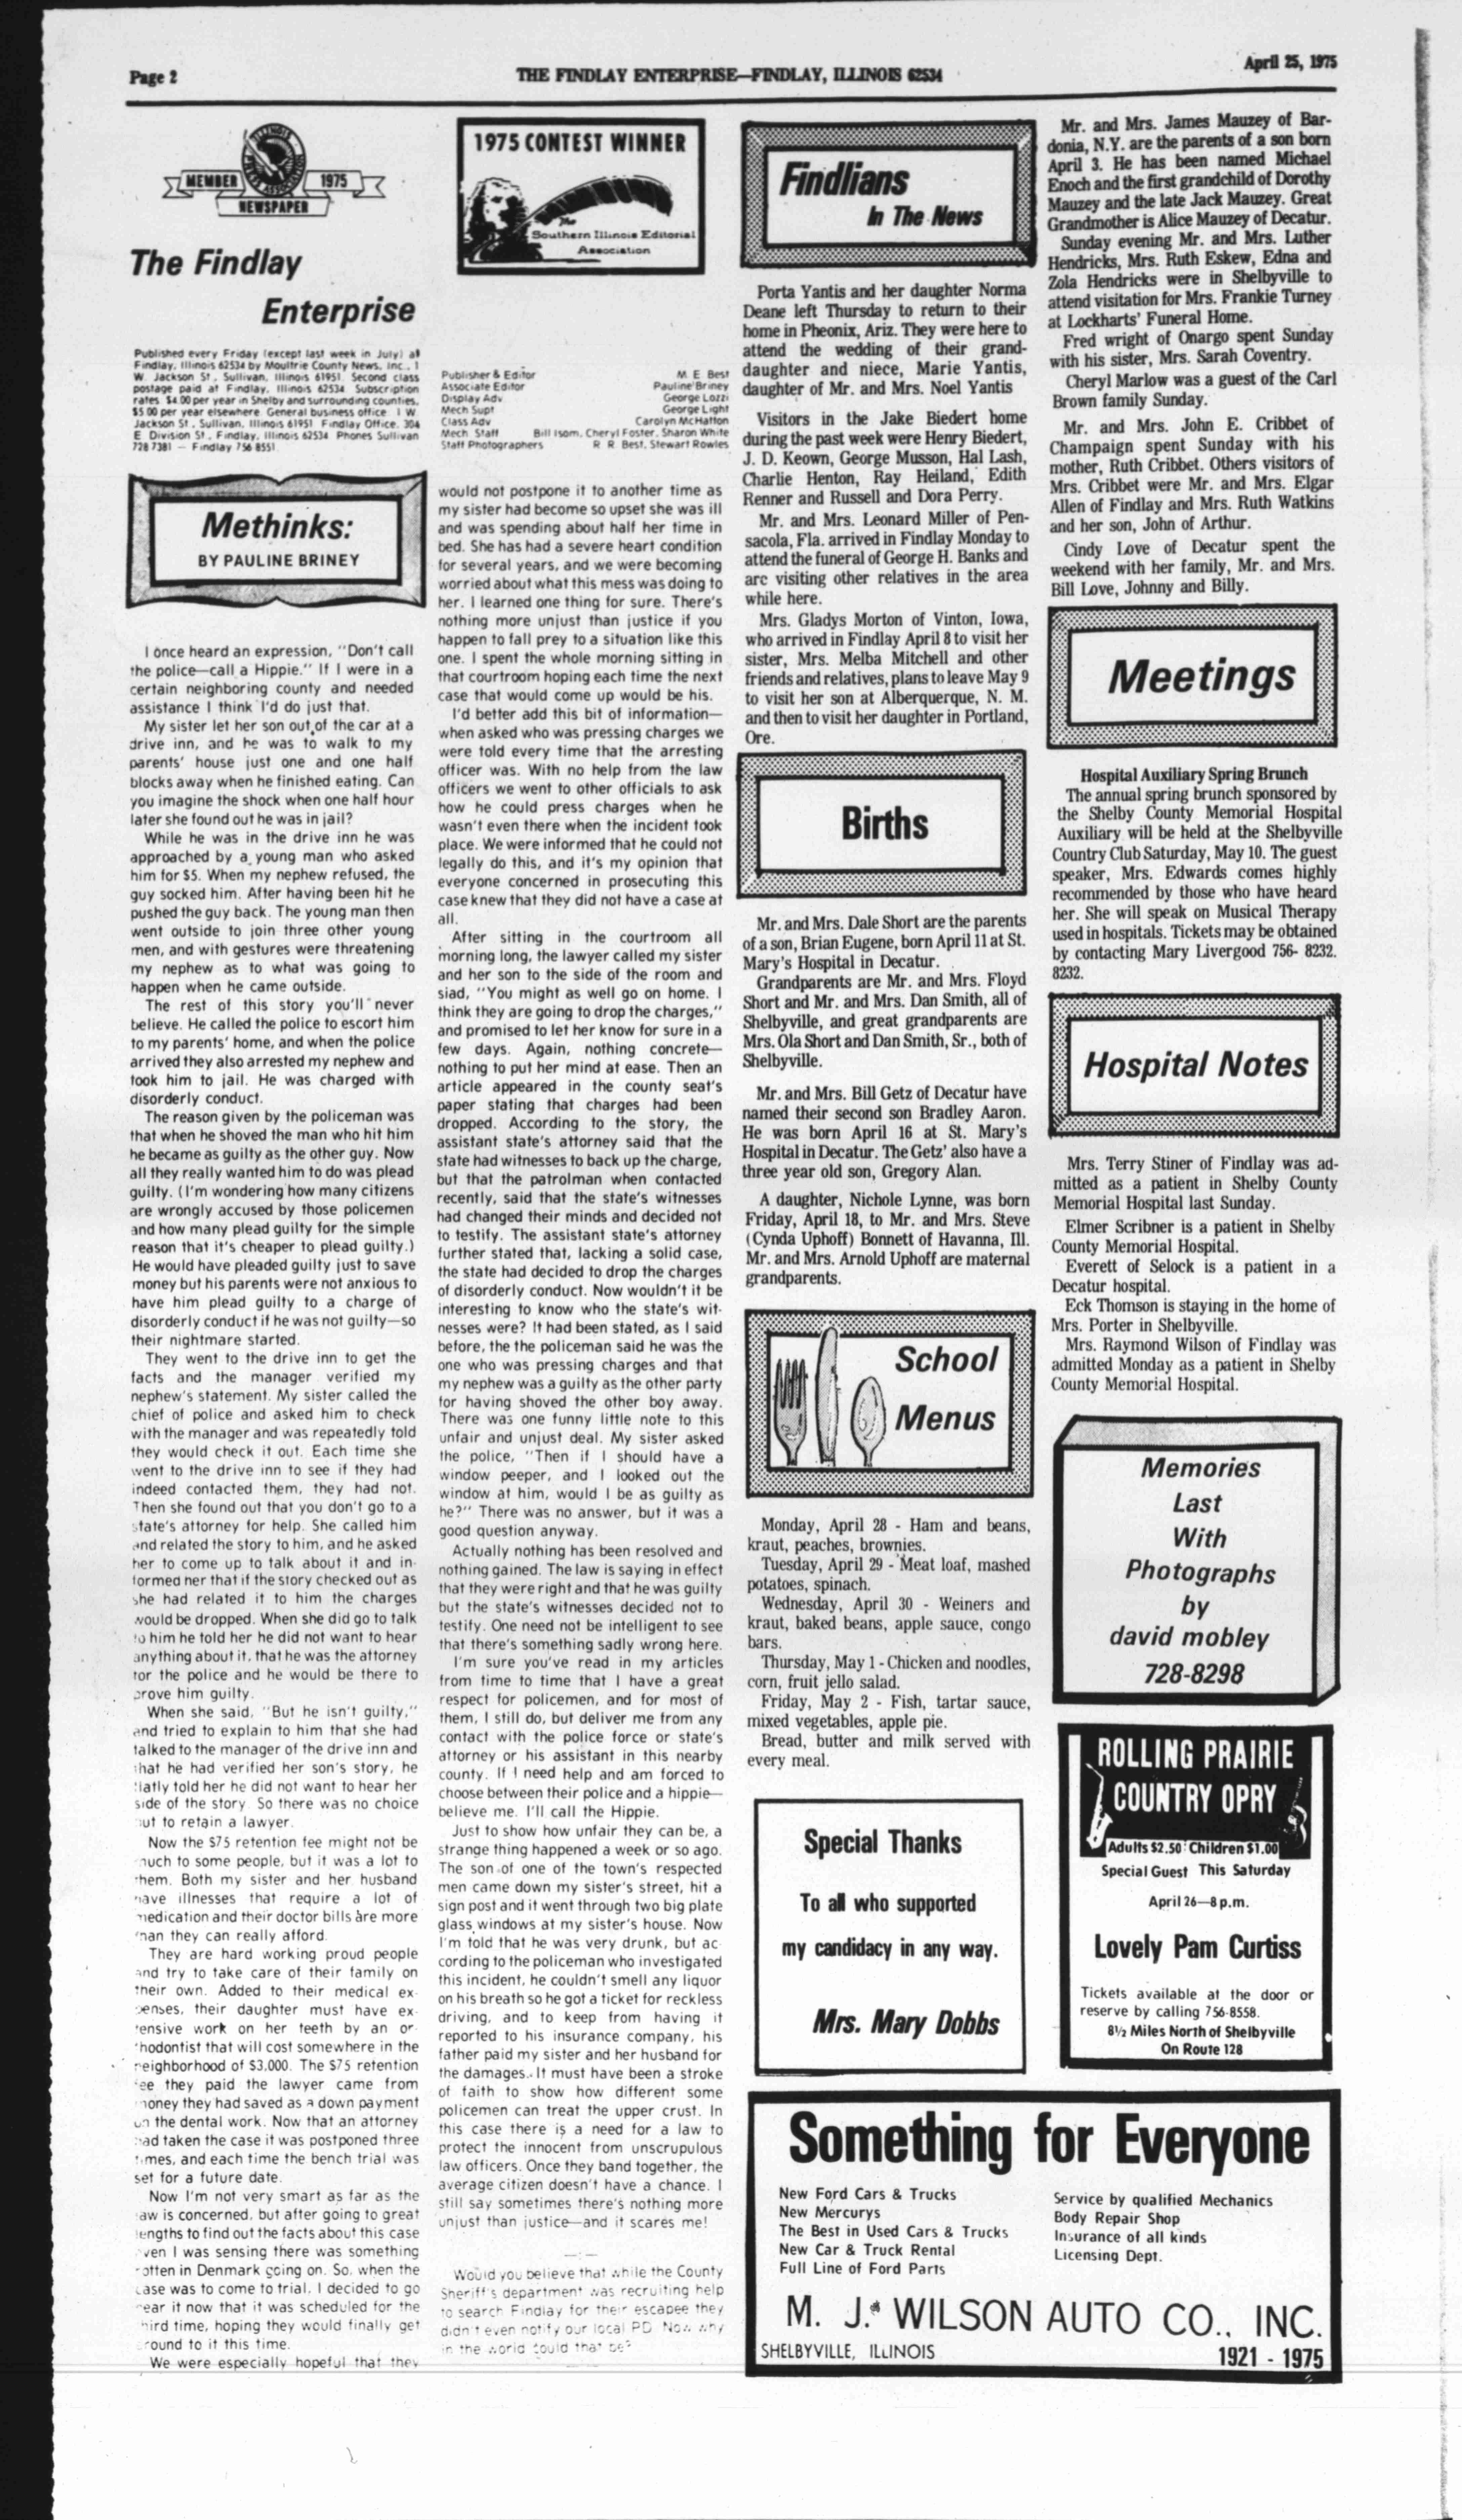 Page 2
THE FINDLAY ENTERPRISE—FINDLAY, ILLINOIS 62534
April 25, 1975
ILLINOIS
PRESS ASSOCIATION
MEMBER
1975
NEWSPAPER
The Findlay
Enterprise
Published every Friday (except last week in July) at
Findlay, Illinois 62534 by Moultrie County News, Inc., 1
W. Jackson St., Sullivan, Illinois 61951. Second class
postage paid at Findlay, Illinois 62534. Subscription
rates. $4.00 per year in Shelby and surrounding counties,
$5.00 per year elsewhere. General business office. 1 W.
Jackson St., Sullivan, Illinois 61951. Findlay Office, 304
E. Division St., Findlay, Illinois 62534. Phones Sullivan
728 7381 — Findlay 756 8551.
1975 CONTEST WINNER
The
Southern Illinois Editorial
Association
Publisher & Editor M. E. Best
Associate Editor Pauline Briney
Display Adv. George Lozzi
Mech Supt George Light
Class Adv Carolyn McHatton
Mech. Staff Bill Isom, Cheryl Foster, Sharon White
Staff Photographers R. R. Best, Stewart Rowles
Methinks:
BY PAULINE BRINEY
I once heard an expression, "Don't call
the police—call a Hippie." If I were in a
certain neighboring county and needed
assistance I think I'd do just that.
My sister let her son out of the car at a
drive inn, and he was to walk to my
parents' house just one and one half
blocks away when he finished eating. Can
you imagine the shock when one half hour
later she found out he was in jail?
While he was in the drive inn he was
approached by a young man who asked
him for $5. When my nephew refused, the
guy socked him. After having been hit he
pushed the guy back. The young man then
went outside to join three other young
men, and with gestures were threatening
my nephew as to what was going to
happen when he came outside.
The rest of this story you'll never
believe. He called the police to escort him
to my parents' home, and when the police
arrived they also arrested my nephew and
took him to jail. He was charged with
disorderly conduct.
The reason given by the policeman was
that when he shoved the man who hit him
he became as guilty as the other guy. Now
all they really wanted him to do was plead
guilty. (I'm wondering how many citizens
are wrongly accused by those policemen
and how many plead guilty for the simple
reason that it's cheaper to plead guilty.)
He would have pleaded guilty just to save
money but his parents were not anxious to
have him plead guilty to a charge of
disorderly conduct if he was not guilty—so
their nightmare started.
They went to the drive inn to get the
facts and the manager verified my
nephew's statement. My sister called the
chief of police and asked him to check
with the manager and was repeatedly told
they would check it out. Each time she
went to the drive inn to see if they had
indeed contacted them, they had not.
Then she found out that you don't go to a
state's attorney for help. She called him
and related the story to him, and he asked
her to come up to talk about it and in-
formed her that if the story checked out as
she had related it to him the charges
would be dropped. When she did go to talk
to him he told her he did not want to hear
anything about it, that he was the attorney
for the police and he would be there to
prove him guilty.
When she said, "But he isn't guilty,"
and tried to explain to him that she had
talked to the manager of the drive inn and
that he had verified her son's story, he
flatly told her he did not want to hear her
side of the story. So there was no choice
but to retain a lawyer.
Now the $75 retention fee might not be
much to some people, but it was a lot to
them. Both my sister and her husband
have illnesses that require a lot of
medication and their doctor bills are more
than they can really afford.
They are hard working proud people
and try to take care of their family on
their own. Added to their medical ex-
penses, their daughter must have ex-
tensive work on her teeth by an or-
thodontist that will cost somewhere in the
neighborhood of $3,000. The $75 retention
fee they paid the lawyer came from
money they had saved as a down payment
on the dental work. Now that an attorney
had taken the case it was postponed three
times, and each time the bench trial was
set for a future date.
Now I'm not very smart as far as the
law is concerned, but after going to great
lengths to find out the facts about this case
even I was sensing there was something
rotten in Denmark going on. So, when the
case was to come to trial, I decided to go
hear it now that it was scheduled for the
third time, hoping they would finally get
around to it this time.
We were especially hopeful that they
would not postpone it to another time as
my sister had become so upset she was ill
and was spending about half her time in
bed. She has had a severe heart condition
for several years, and we were becoming
worried about what this mess was doing to
her. I learned one thing for sure. There's
nothing more unjust than justice if you
happen to fall prey to a situation like this
one. I spent the whole morning sitting in
that courtroom hoping each time the next
case that would come up would be his.
I'd better add this bit of information—
when asked who was pressing charges we
were told every time that the arresting
officer was. With no help from the law
officers we went to other officials to ask
how he could press charges when he
wasn't even there when the incident took
place. We were informed that he could not
legally do this, and it's my opinion that
everyone concerned in prosecuting this
case knew that they did not have a case at
all.
After sitting in the courtroom all
morning long, the lawyer called my sister
and her son to the side of the room and
siad, "You might as well go on home. I
think they are going to drop the charges,"
and promised to let her know for sure in a
few days. Again, nothing concrete—
nothing to put her mind at ease. Then an
article appeared in the county seat's
paper stating that charges had been
dropped. According to the story, the
assistant state's attorney said that the
state had witnesses to back up the charge,
but that the patrolman when contacted
recently, said that the state's witnesses
had changed their minds and decided not
to testify. The assistant state's attorney
further stated that, lacking a solid case,
the state had decided to drop the charges
of disorderly conduct. Now wouldn't it be
interesting to know who the state's wit-
nesses were? It had been stated, as I said
before, the the policeman said he was the
one who was pressing charges and that
my nephew was a guilty as the other party
for having shoved the other boy away.
There was one funny little note to this
unfair and unjust deal. My sister asked
the police, "Then if I should have a
window peeper, and I looked out the
window at him, would I be as guilty as
he?" There was no answer, but it was a
good question anyway.
Actually nothing has been resolved and
nothing gained. The law is saying in effect
that they were right and that he was guilty
but the state's witnesses decided not to
testify. One need not be intelligent to see
that there's something sadly wrong here.
I'm sure you've read in my articles
from time to time that I have a great
respect for policemen, and for most of
them, I still do, but deliver me from any
contact with the police force or state's
attorney or his assistant in this nearby
county. If I need help and am forced to
choose between their police and a hippie—
believe me. I'll call the Hippie.
Just to show how unfair they can be, a
strange thing happened a week or so ago.
The son of one of the town's respected
men came down my sister's street, hit a
sign post and it went through two big plate
glass windows at my sister's house. Now
I'm told that he was very drunk, but ac-
cording to the policeman who investigated
this incident, he couldn't smell any liquor
on his breath so he got a ticket for reckless
driving, and to keep from having it
reported to his insurance company, his
father paid my sister and her husband for
the damages. It must have been a stroke
of faith to show how different some
policemen can treat the upper crust. In
this case there is a need for a law to
protect the innocent from unscrupulous
law officers. Once they band together, the
average citizen doesn't have a chance. I
still say sometimes there's nothing more
unjust than justice—and it scares me!
Would you believe that while the County
Sheriff's department was recruiting help
to search Findlay for their escapee they
didn't even notify our local PD. Now why
in the world could that be?
Findlians
In The News
Porta Yantis and her daughter Norma
Deane left Thursday to return to their
home in Pheonix, Ariz. They were here to
attend the wedding of their grand-
daughter and niece, Marie Yantis,
daughter of Mr. and Mrs. Noel Yantis
Visitors in the Jake Biedert home
during the past week were Henry Biedert,
J. D. Keown, George Musson, Hal Lash,
Charlie Henton, Ray Heiland, Edith
Renner and Russell and Dora Perry.
Mr. and Mrs. Leonard Miller of Pen-
sacola, Fla. arrived in Findlay Monday to
attend the funeral of George H. Banks and
are visiting other relatives in the area
while here.
Mrs. Gladys Morton of Vinton, Iowa,
who arrived in Findlay April 8 to visit her
sister, Mrs. Melba Mitchell and other
friends and relatives, plans to leave May 9
to visit her son at Alberquerque, N. M.
and then to visit her daughter in Portland,
Ore.
Births
Mr. and Mrs. Dale Short are the parents
of a son, Brian Eugene, born April 11 at St.
Mary's Hospital in Decatur.
Grandparents are Mr. and Mrs. Floyd
Short and Mr. and Mrs. Dan Smith, all of
Shelbyville, and great grandparents are
Mrs. Ola Short and Dan Smith, Sr., both of
Shelbyville.
Mr. and Mrs. Bill Getz of Decatur have
named their second son Bradley Aaron.
He was born April 16 at St. Mary's
Hospital in Decatur. The Getz' also have a
three year old son, Gregory Alan.
A daughter, Nichole Lynne, was born
Friday, April 18, to Mr. and Mrs. Steve
(Cynda Uphoff) Bonnett of Havanna, Ill.
Mr. and Mrs. Arnold Uphoff are maternal
grandparents.
School
Menus
Monday, April 28 - Ham and beans,
kraut, peaches, brownies.
Tuesday, April 29 - Meat loaf, mashed
potatoes, spinach.
Wednesday, April 30 - Weiners and
kraut, baked beans, apple sauce, congo
bars.
Thursday, May 1 - Chicken and noodles,
corn, fruit jello salad.
Friday, May 2 - Fish, tartar sauce,
mixed vegetables, apple pie.
Bread, butter and milk served with
every meal.
Special Thanks
To all who supported
my candidacy in any way.
Mrs. Mary Dobbs
Mr. and Mrs. James Mauzey of Bar-
donia, N.Y. are the parents of a son born
April 3. He has been named Michael
Enoch and the first grandchild of Dorothy
Mauzey and the late Jack Mauzey. Great
Grandmother is Alice Mauzey of Decatur.
Sunday evening Mr. and Mrs. Luther
Hendricks, Mrs. Ruth Eskew, Edna and
Zola Hendricks were in Shelbyville to
attend visitation for Mrs. Frankie Turney
at Lockharts' Funeral Home.
Fred wright of Onargo spent Sunday
with his sister, Mrs. Sarah Coventry.
Cheryl Marlow was a guest of the Carl
Brown family Sunday.
Mr. and Mrs. John E. Cribbet of
Champaign spent Sunday with his
mother, Ruth Cribbet. Others visitors of
Mrs. Cribbet were Mr. and Mrs. Elgar
Allen of Findlay and Mrs. Ruth Watkins
and her son, John of Arthur.
Cindy Love of Decatur spent the
weekend with her family, Mr. and Mrs.
Bill Love, Johnny and Billy.
Meetings
Hospital Auxiliary Spring Brunch
The annual spring brunch sponsored by
the Shelby County Memorial Hospital
Auxiliary will be held at the Shelbyville
Country Club Saturday, May 10. The guest
speaker, Mrs. Edwards comes highly
recommended by those who have heard
her. She will speak on Musical Therapy
used in hospitals. Tickets may be obtained
by contacting Mary Livergood 756- 8232.
8232.
Hospital Notes
Mrs. Terry Stiner of Findlay was ad-
mitted as a patient in Shelby County
Memorial Hospital last Sunday.
Elmer Scribner is a patient in Shelby
County Memorial Hospital.
Everett of Selock is a patient in a
Decatur hospital.
Eck Thomson is staying in the home of
Mrs. Porter in Shelbyville.
Mrs. Raymond Wilson of Findlay was
admitted Monday as a patient in Shelby
County Memorial Hospital.
Memories
Last
With
Photographs
by
david mobley
728-8298
ROLLING PRAIRIE
COUNTRY OPRY
Adults $2.50 Children $1.00
Special Guest This Saturday
April 26—8 p.m.
Lovely Pam Curtiss
Tickets available at the door or
reserve by calling 756-8558.
8½ Miles North of Shelbyville
On Route 128
Something for Everyone
New Ford Cars & Trucks
New Mercurys
The Best in Used Cars & Trucks
New Car & Truck Rental
Full Line of Ford Parts
Service by qualified Mechanics
Body Repair Shop
Insurance of all kinds
Licensing Dept.
M. J. WILSON AUTO CO., INC.
SHELBYVILLE, ILLINOIS
1921 - 1975